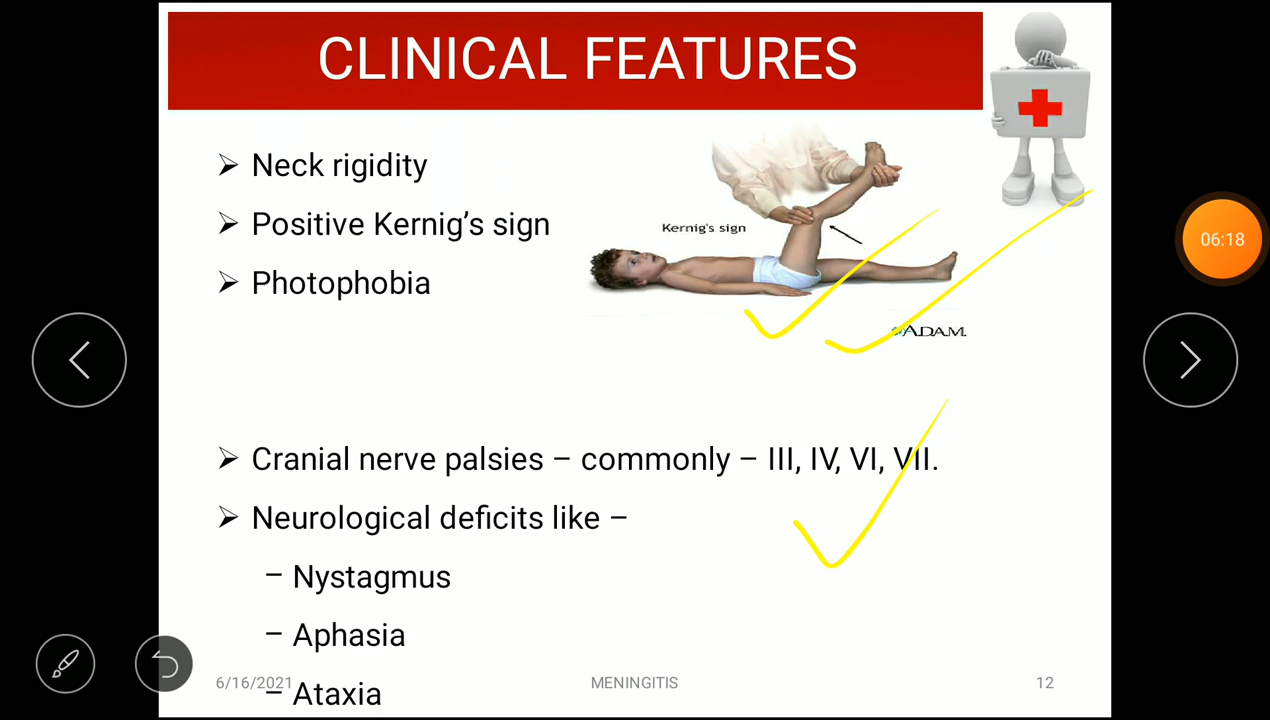 CLINICAL FEATURES
➢ Neck rigidity
➢ Positive Kernig's sign
➢ Photophobia
Kernig's sign
ADAM.
➢ Cranial nerve palsies – commonly – III, IV, VI, VII.
➢ Neurological deficits like –
– Nystagmus
– Aphasia
– Ataxia
6/16/2021
MENINGITIS
12
06:18